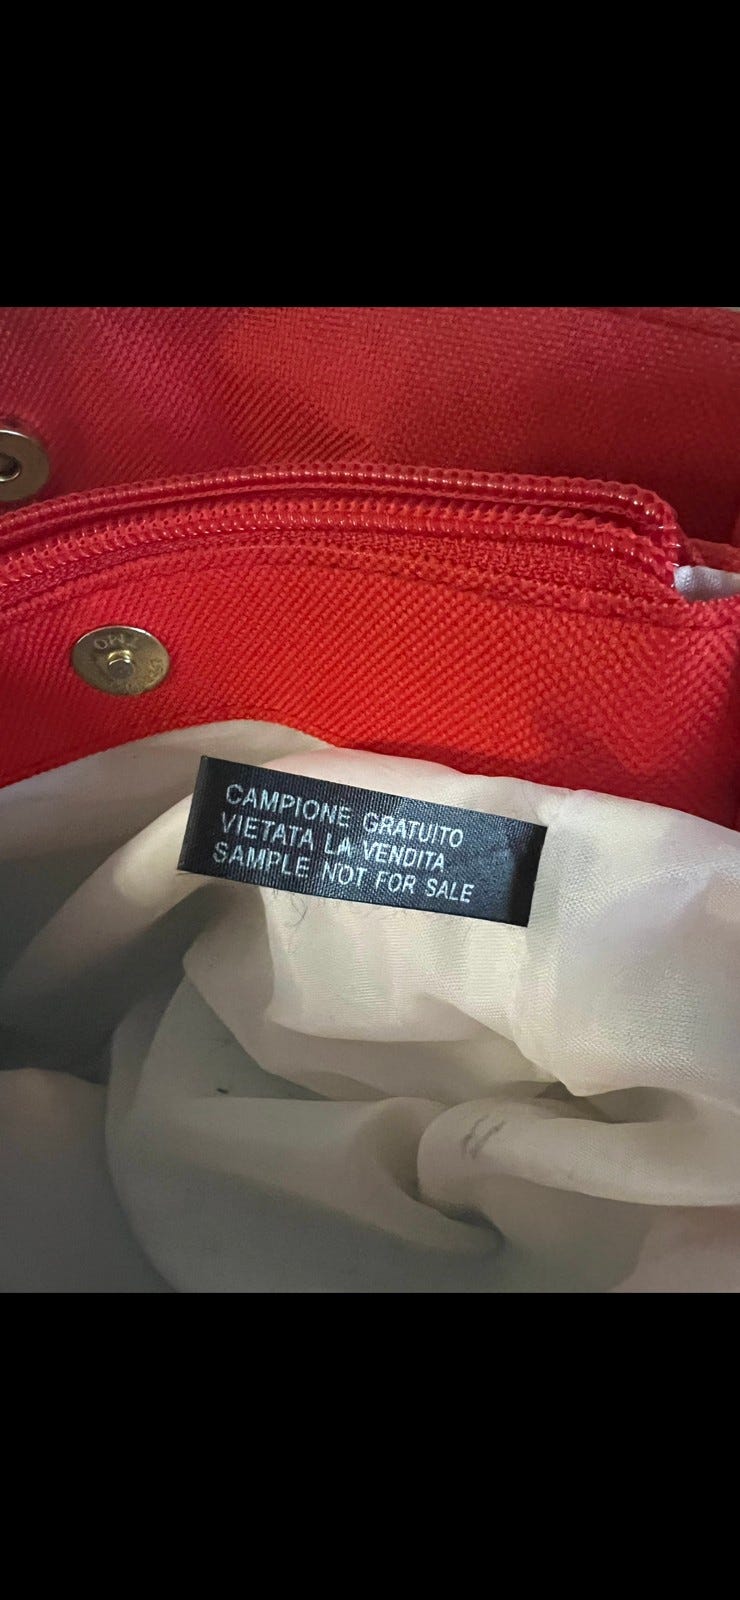 CAMPIONE GRATUITO
VIETATA LA VENDITA
SAMPLE NOT FOR SALE